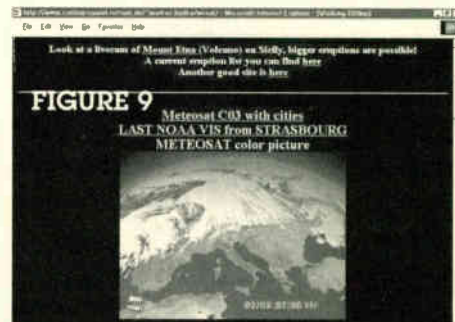 File Edit View Go Favorites Help
Look at a livecam of Mount Etna (Volcano) on Sicily, bigger eruptions are possible!
A current eruption list you can find here
Another good site is here
FIGURE 9
Meteosat C03 with cities
LAST NOAA VIS from STRASBOURG
METEOSAT color picture